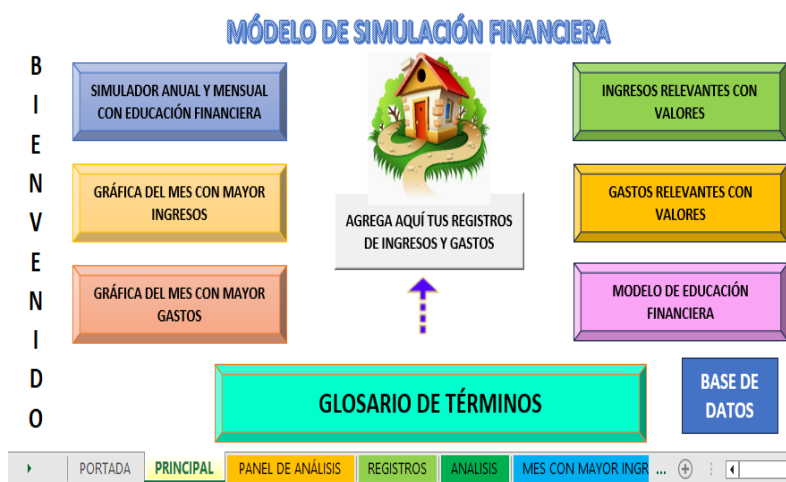 MÓDELO DE SIMULACIÓN FINANCIERA
BIENVENIDO
SIMULADOR ANUAL Y MENSUAL
CON EDUCACIÓN FINANCIERA
GRÁFICA DEL MES CON MAYOR
INGRESOS
GRÁFICA DEL MES CON MAYOR
GASTOS
AGREGA AQUÍ TUS REGISTROS
DE INGRESOS Y GASTOS
INGRESOS RELEVANTES CON
VALORES
GASTOS RELEVANTES CON
VALORES
MODELO DE EDUCACIÓN
FINANCIERA
GLOSARIO DE TÉRMINOS
BASE DE
DATOS
PORTADA PRINCIPAL PANEL DE ANÁLISIS REGISTROS ANALISIS MES CON MAYOR INGR ...